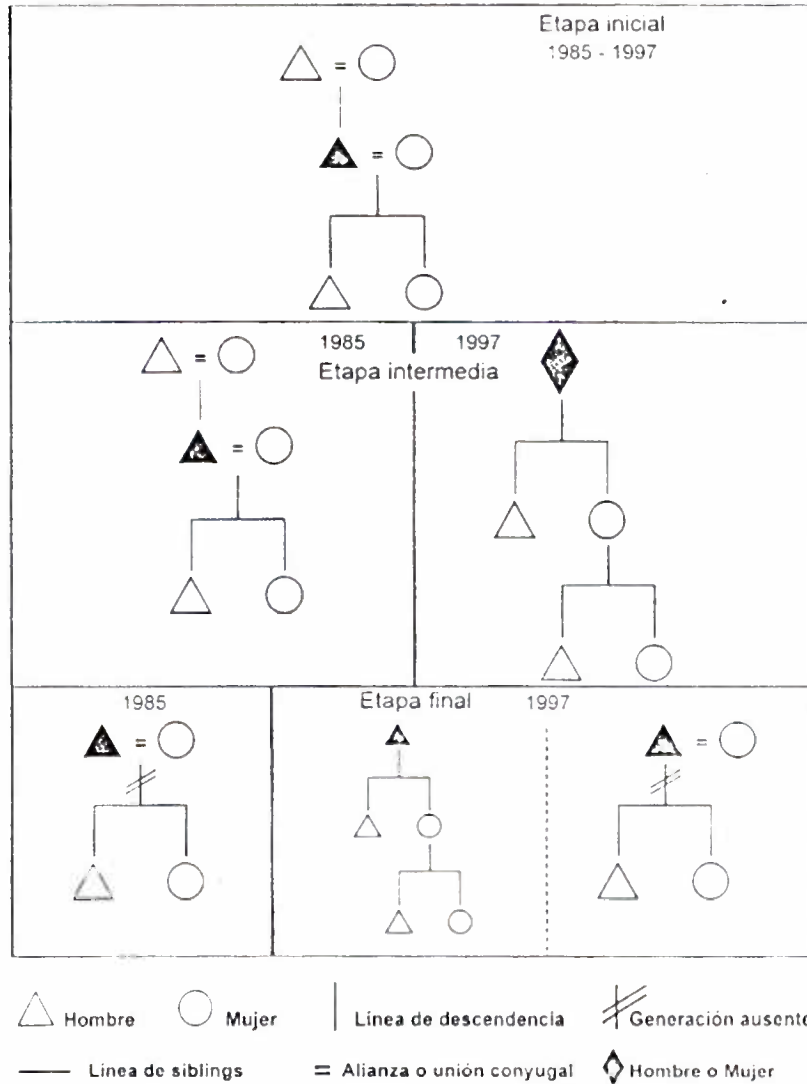 Etapa inicial
1985 - 1997
1985 1997
Etapa intermedia
1985 Etapa final 1997
Hombre Mujer Línea de descendencia Generación ausente
Linea de siblings = Alianza o unión conyugal Hombre o Mujer